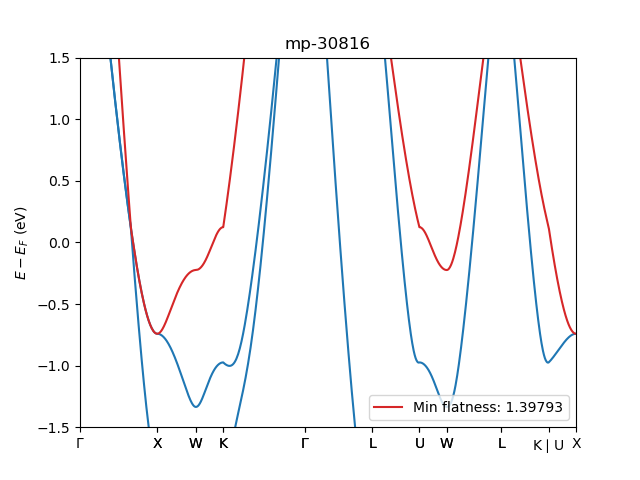 mp-30816
E − E_F (eV)
1.5
1.0
0.5
0.0
−0.5
−1.0
−1.5
Min flatness: 1.39793
Γ X W K Γ L U W L K | U X